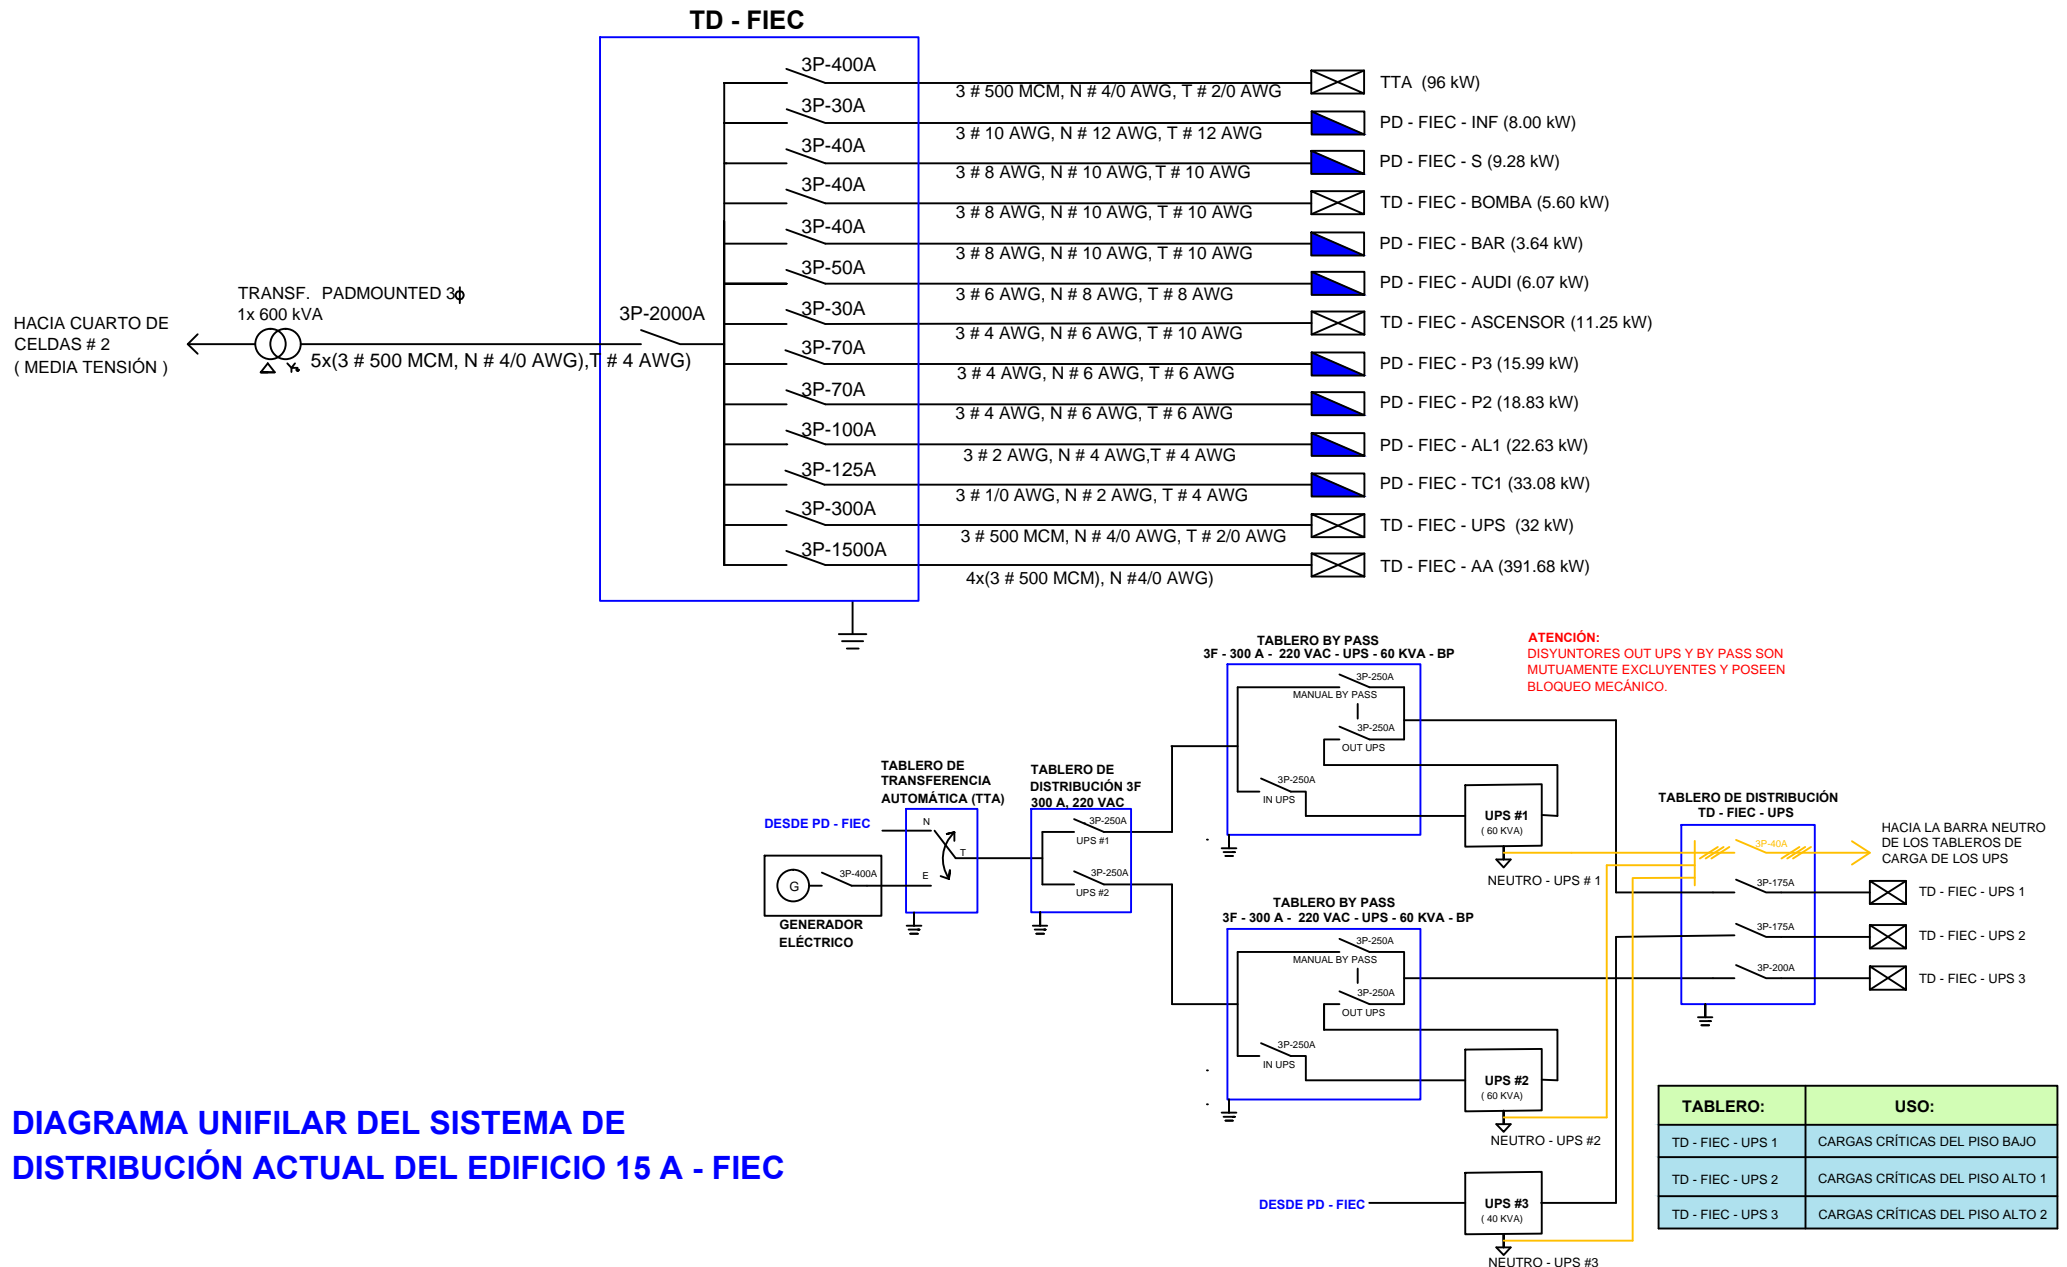 TD - FIEC
3P-400A
3 # 500 MCM, N # 4/0 AWG, T # 2/0 AWG
TTA (96 kW)
3P-30A
3 # 10 AWG, N # 12 AWG, T # 12 AWG
PD - FIEC - INF (8.00 kW)
3P-40A
3 # 8 AWG, N # 10 AWG, T # 10 AWG
PD - FIEC - S (9.28 kW)
3P-40A
3 # 8 AWG, N # 10 AWG, T # 10 AWG
TD - FIEC - BOMBA (5.60 kW)
3P-40A
3 # 8 AWG, N # 10 AWG, T # 10 AWG
PD - FIEC - BAR (3.64 kW)
3P-50A
3 # 6 AWG, N # 8 AWG, T # 8 AWG
PD - FIEC - AUDI (6.07 kW)
3P-30A
3 # 4 AWG, N # 6 AWG, T # 10 AWG
TD - FIEC - ASCENSOR (11.25 kW)
3P-70A
3 # 4 AWG, N # 6 AWG, T # 6 AWG
PD - FIEC - P3 (15.99 kW)
3P-70A
3 # 4 AWG, N # 6 AWG, T # 6 AWG
PD - FIEC - P2 (18.83 kW)
3P-100A
3 # 2 AWG, N # 4 AWG,T # 4 AWG
PD - FIEC - AL1 (22.63 kW)
3P-125A
3 # 1/0 AWG, N # 2 AWG, T # 4 AWG
PD - FIEC - TC1 (33.08 kW)
3P-300A
3 # 500 MCM, N # 4/0 AWG, T # 2/0 AWG
TD - FIEC - UPS (32 kW)
3P-1500A
4x(3 # 500 MCM), N #4/0 AWG)
TD - FIEC - AA (391.68 kW)
HACIA CUARTO DE
CELDAS # 2
( MEDIA TENSIÓN )
TRANSF. PADMOUNTED 3ϕ
1x 600 kVA
3P-2000A
5x(3 # 500 MCM, N # 4/0 AWG),T # 4 AWG)
TABLERO BY PASS
3F - 300 A - 220 VAC - UPS - 60 KVA - BP
3P-250A
MANUAL BY PASS
3P-250A
OUT UPS
3P-250A
IN UPS
ATENCIÓN:
DISYUNTORES OUT UPS Y BY PASS SON
MUTUAMENTE EXCLUYENTES Y POSEEN
BLOQUEO MECÁNICO.
UPS #1
( 60 KVA)
NEUTRO - UPS # 1
TABLERO DE
TRANSFERENCIA
AUTOMÁTICA (TTA)
DESDE PD - FIEC
N
T
E
G
3P-400A
GENERADOR
ELÉCTRICO
TABLERO DE
DISTRIBUCIÓN 3F
300 A, 220 VAC
3P-250A
UPS #1
3P-250A
UPS #2
TABLERO BY PASS
3F - 300 A - 220 VAC - UPS - 60 KVA - BP
3P-250A
MANUAL BY PASS
3P-250A
OUT UPS
3P-250A
IN UPS
UPS #2
( 60 KVA)
NEUTRO - UPS #2
DESDE PD - FIEC
UPS #3
( 40 KVA)
NEUTRO - UPS #3
TABLERO DE DISTRIBUCIÓN
TD - FIEC - UPS
3P-40A
HACIA LA BARRA NEUTRO
DE LOS TABLEROS DE
CARGA DE LOS UPS
3P-175A
TD - FIEC - UPS 1
3P-175A
TD - FIEC - UPS 2
3P-200A
TD - FIEC - UPS 3
DIAGRAMA UNIFILAR DEL SISTEMA DE
DISTRIBUCIÓN ACTUAL DEL EDIFICIO 15 A - FIEC
TABLERO: USO:
TD - FIEC - UPS 1 CARGAS CRÍTICAS DEL PISO BAJO
TD - FIEC - UPS 2 CARGAS CRÍTICAS DEL PISO ALTO 1
TD - FIEC - UPS 3 CARGAS CRÍTICAS DEL PISO ALTO 2